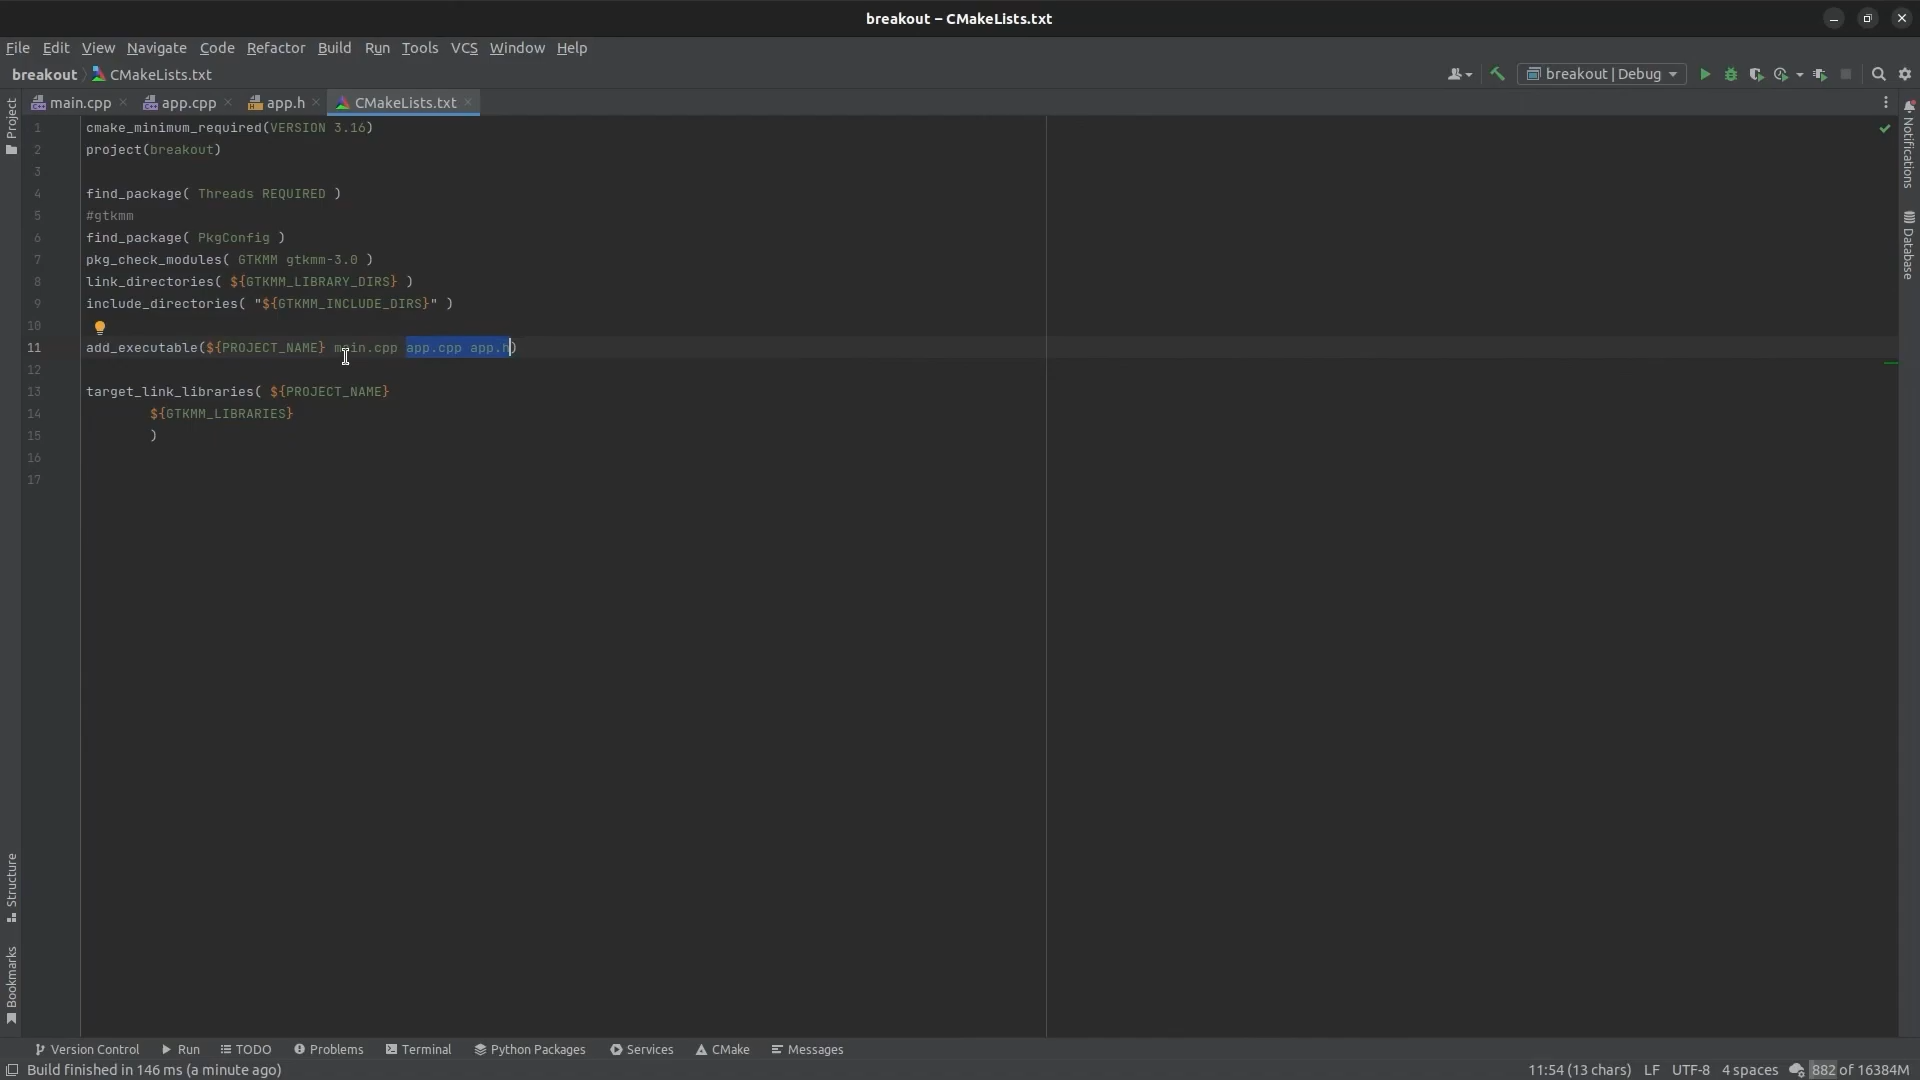 breakout – CMakeLists.txt
File Edit View Navigate Code Refactor Build Run Tools VCS Window Help
breakout CMakeLists.txt
breakout | Debug
main.cpp app.cpp app.h CMakeLists.txt
Project
Notifications
Database
1 cmake_minimum_required(VERSION 3.16)
2 project(breakout)
3
4 find_package( Threads REQUIRED )
5 #gtkmm
6 find_package( PkgConfig )
7 pkg_check_modules( GTKMM gtkmm-3.0 )
8 link_directories( ${GTKMM_LIBRARY_DIRS} )
9 include_directories( "${GTKMM_INCLUDE_DIRS}" )
10
11 add_executable(${PROJECT_NAME} main.cpp app.cpp app.h)
12
13 target_link_libraries( ${PROJECT_NAME}
14 ${GTKMM_LIBRARIES}
15 )
16
17
Structure
Bookmarks
Version Control Run TODO Problems Terminal Python Packages Services CMake Messages
Build finished in 146 ms (a minute ago) 11:54 (13 chars) LF UTF-8 4 spaces 882 of 16384M